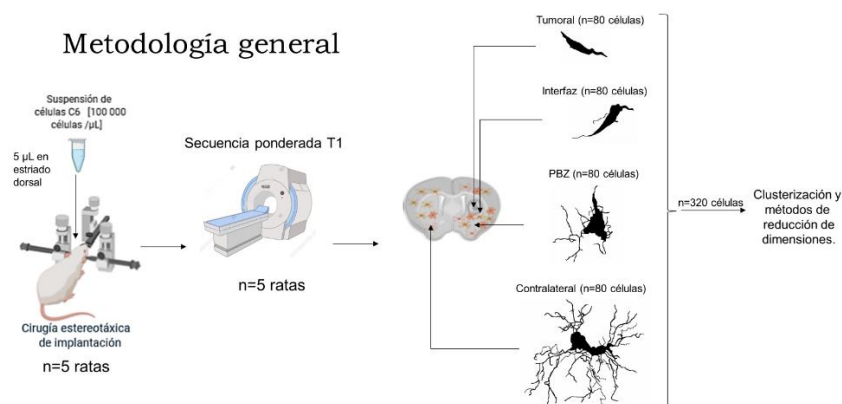 Metodología general
Suspensión de
células C6 [100 000
células /µL]
5 µL en
estriado
dorsal
Cirugía estereotáxica
de implantación
n=5 ratas
Secuencia ponderada T1
n=5 ratas
Tumoral (n=80 células)
Interfaz (n=80 células)
PBZ (n=80 células)
Contralateral (n=80 células)
n=320 células
Clusterización y
métodos de
reducción de
dimensiones.